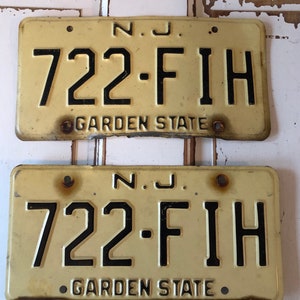 N.J.
722-FIH
GARDEN STATE
N.J.
722-FIH
GARDEN STATE